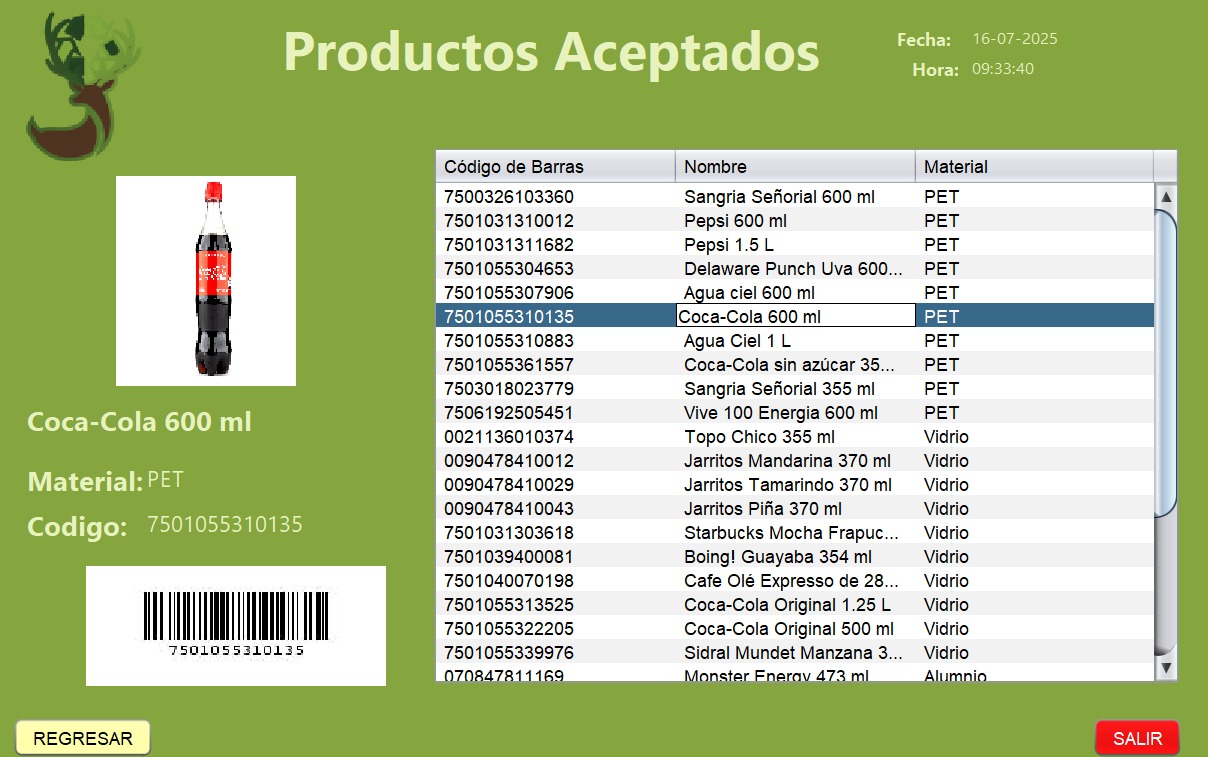 Productos Aceptados
Fecha: 16-07-2025
Hora: 09:33:40
Código de Barras Nombre Material
7500326103360 Sangria Señorial 600 ml PET
7501031310012 Pepsi 600 ml PET
7501031311682 Pepsi 1.5 L PET
7501055304653 Delaware Punch Uva 600... PET
7501055307906 Agua ciel 600 ml PET
7501055310135 Coca-Cola 600 ml PET
7501055310883 Agua Ciel 1 L PET
7501055361557 Coca-Cola sin azúcar 35... PET
7503018023779 Sangria Señorial 355 ml PET
7506192505451 Vive 100 Energia 600 ml PET
0021136010374 Topo Chico 355 ml Vidrio
0090478410012 Jarritos Mandarina 370 ml Vidrio
0090478410029 Jarritos Tamarindo 370 ml Vidrio
0090478410043 Jarritos Piña 370 ml Vidrio
7501031303618 Starbucks Mocha Frapuc... Vidrio
7501039400081 Boing! Guayaba 354 ml Vidrio
7501040070198 Cafe Olé Expresso de 28... Vidrio
7501055313525 Coca-Cola Original 1.25 L Vidrio
7501055322205 Coca-Cola Original 500 ml Vidrio
7501055339976 Sidral Mundet Manzana 3... Vidrio
070847811169 Monster Energy 473 ml Alumnio
Coca-Cola 600 ml
Material: PET
Codigo: 7501055310135
7501055310135
REGRESAR
SALIR